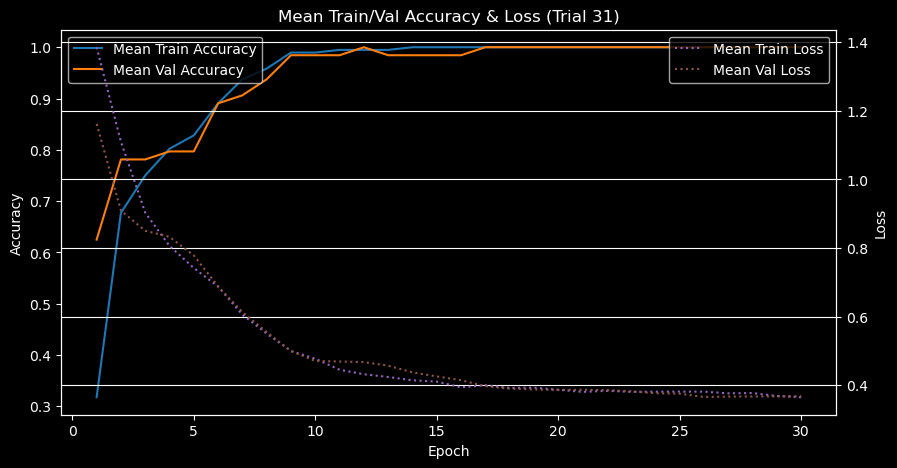 Mean Train/Val Accuracy & Loss (Trial 31)
Mean Train Accuracy
Mean Val Accuracy
Mean Train Loss
Mean Val Loss
1.0
0.9
0.8
0.7
0.6
0.5
0.4
0.3
Accuracy
1.4
1.2
1.0
0.8
0.6
0.4
Loss
0 5 10 15 20 25 30
Epoch